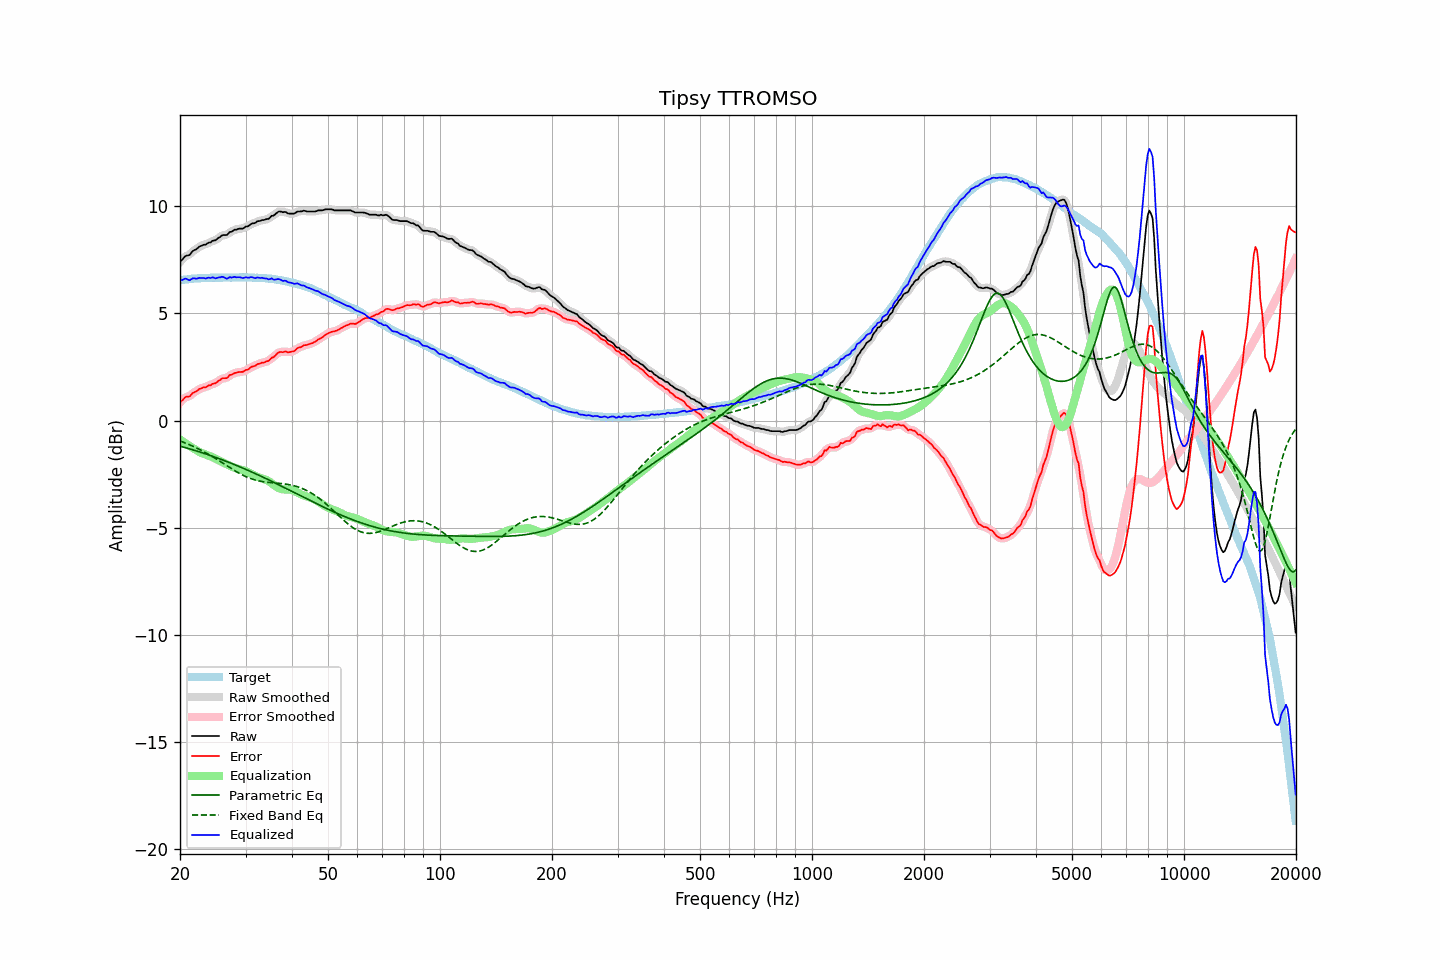 Tipsy TTROMSO
Amplitude (dBr)
10
5
0
−5
−10
−15
−20
Target
Raw Smoothed
Error Smoothed
Raw
Error
Equalization
Parametric Eq
Fixed Band Eq
Equalized
20 50 100 200 500 1000 2000 5000 10000 20000
Frequency (Hz)